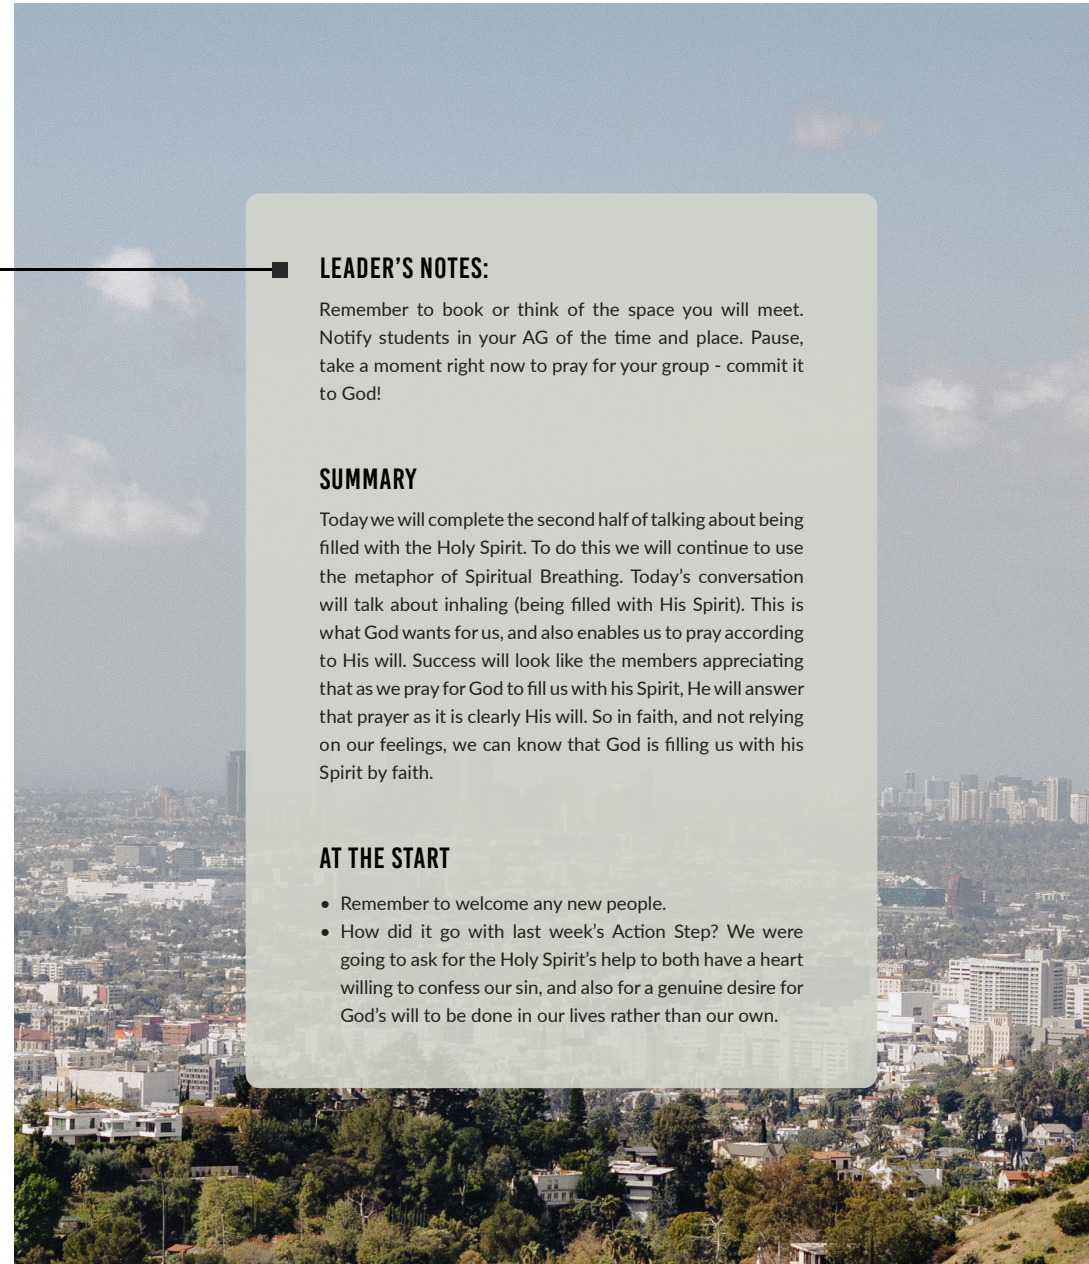 LEADER'S NOTES:
Remember to book or think of the space you will meet.
Notify students in your AG of the time and place. Pause,
take a moment right now to pray for your group - commit it
to God!
SUMMARY
Today we will complete the second half of talking about being
filled with the Holy Spirit. To do this we will continue to use
the metaphor of Spiritual Breathing. Today's conversation
will talk about inhaling (being filled with His Spirit). This is
what God wants for us, and also enables us to pray according
to His will. Success will look like the members appreciating
that as we pray for God to fill us with his Spirit, He will answer
that prayer as it is clearly His will. So in faith, and not relying
on our feelings, we can know that God is filling us with his
Spirit by faith.
AT THE START
• Remember to welcome any new people.
• How did it go with last week's Action Step? We were
going to ask for the Holy Spirit's help to both have a heart
willing to confess our sin, and also for a genuine desire for
God's will to be done in our lives rather than our own.